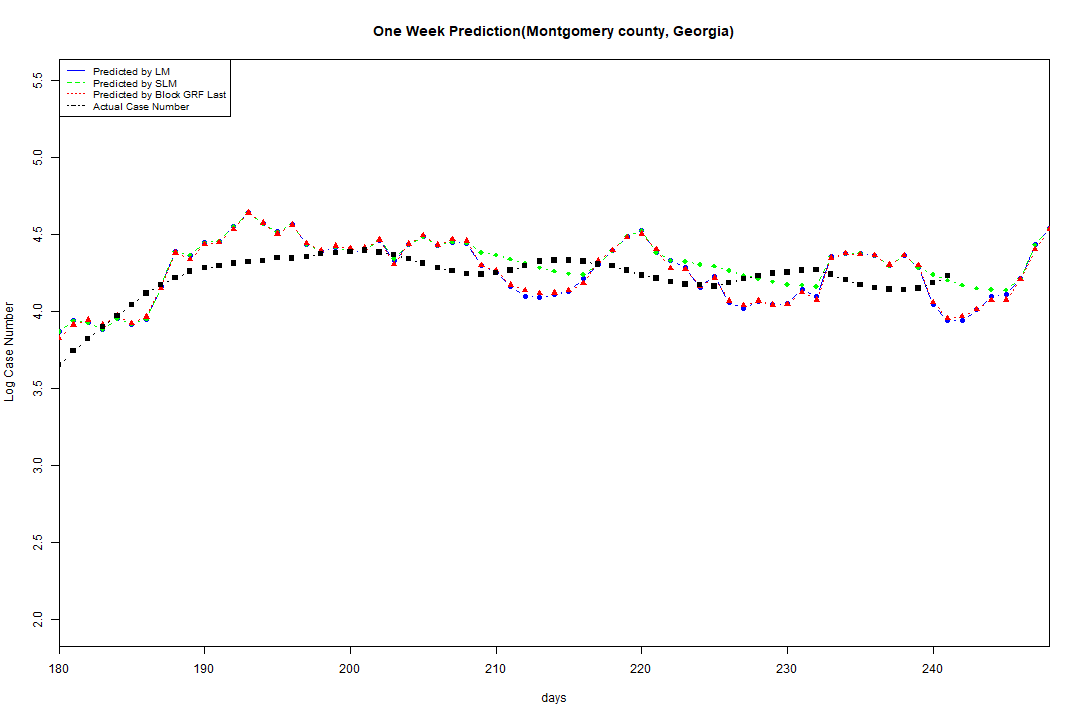 One Week Prediction(Montgomery county, Georgia)
Predicted by LM
Predicted by SLM
Predicted by Block GRF Last
Actual Case Number
Log Case Number
5.5
5.0
4.5
4.0
3.5
3.0
2.5
2.0
180 190 200 210 220 230 240
days